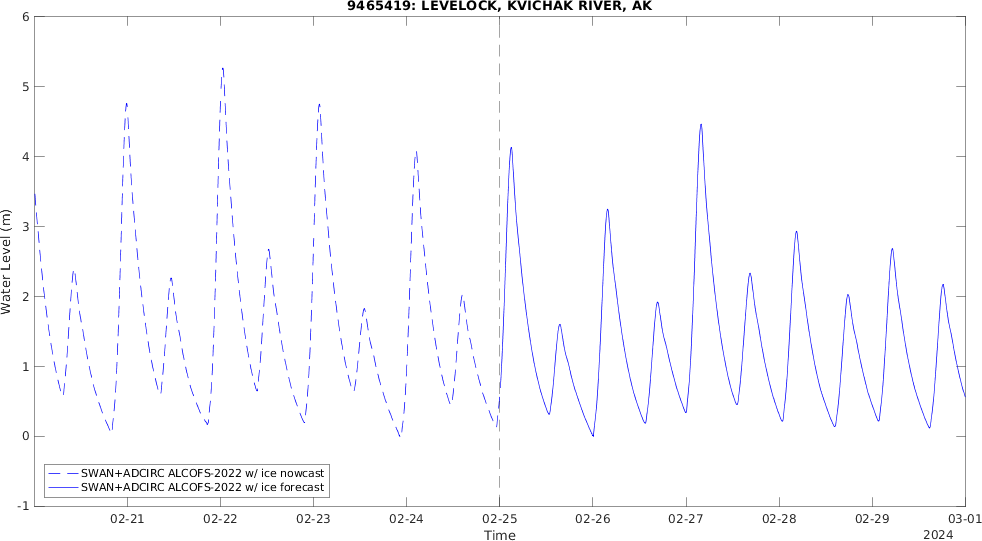 9465419: LEVELOCK, KVICHAK RIVER, AK
6
5
4
3
2
1
0
-1
Water Level (m)
SWAN+ADCIRC ALCOFS-2022 w/ ice nowcast
SWAN+ADCIRC ALCOFS-2022 w/ ice forecast
02-21 02-22 02-23 02-24 02-25 02-26 02-27 02-28 02-29 03-01
Time
2024